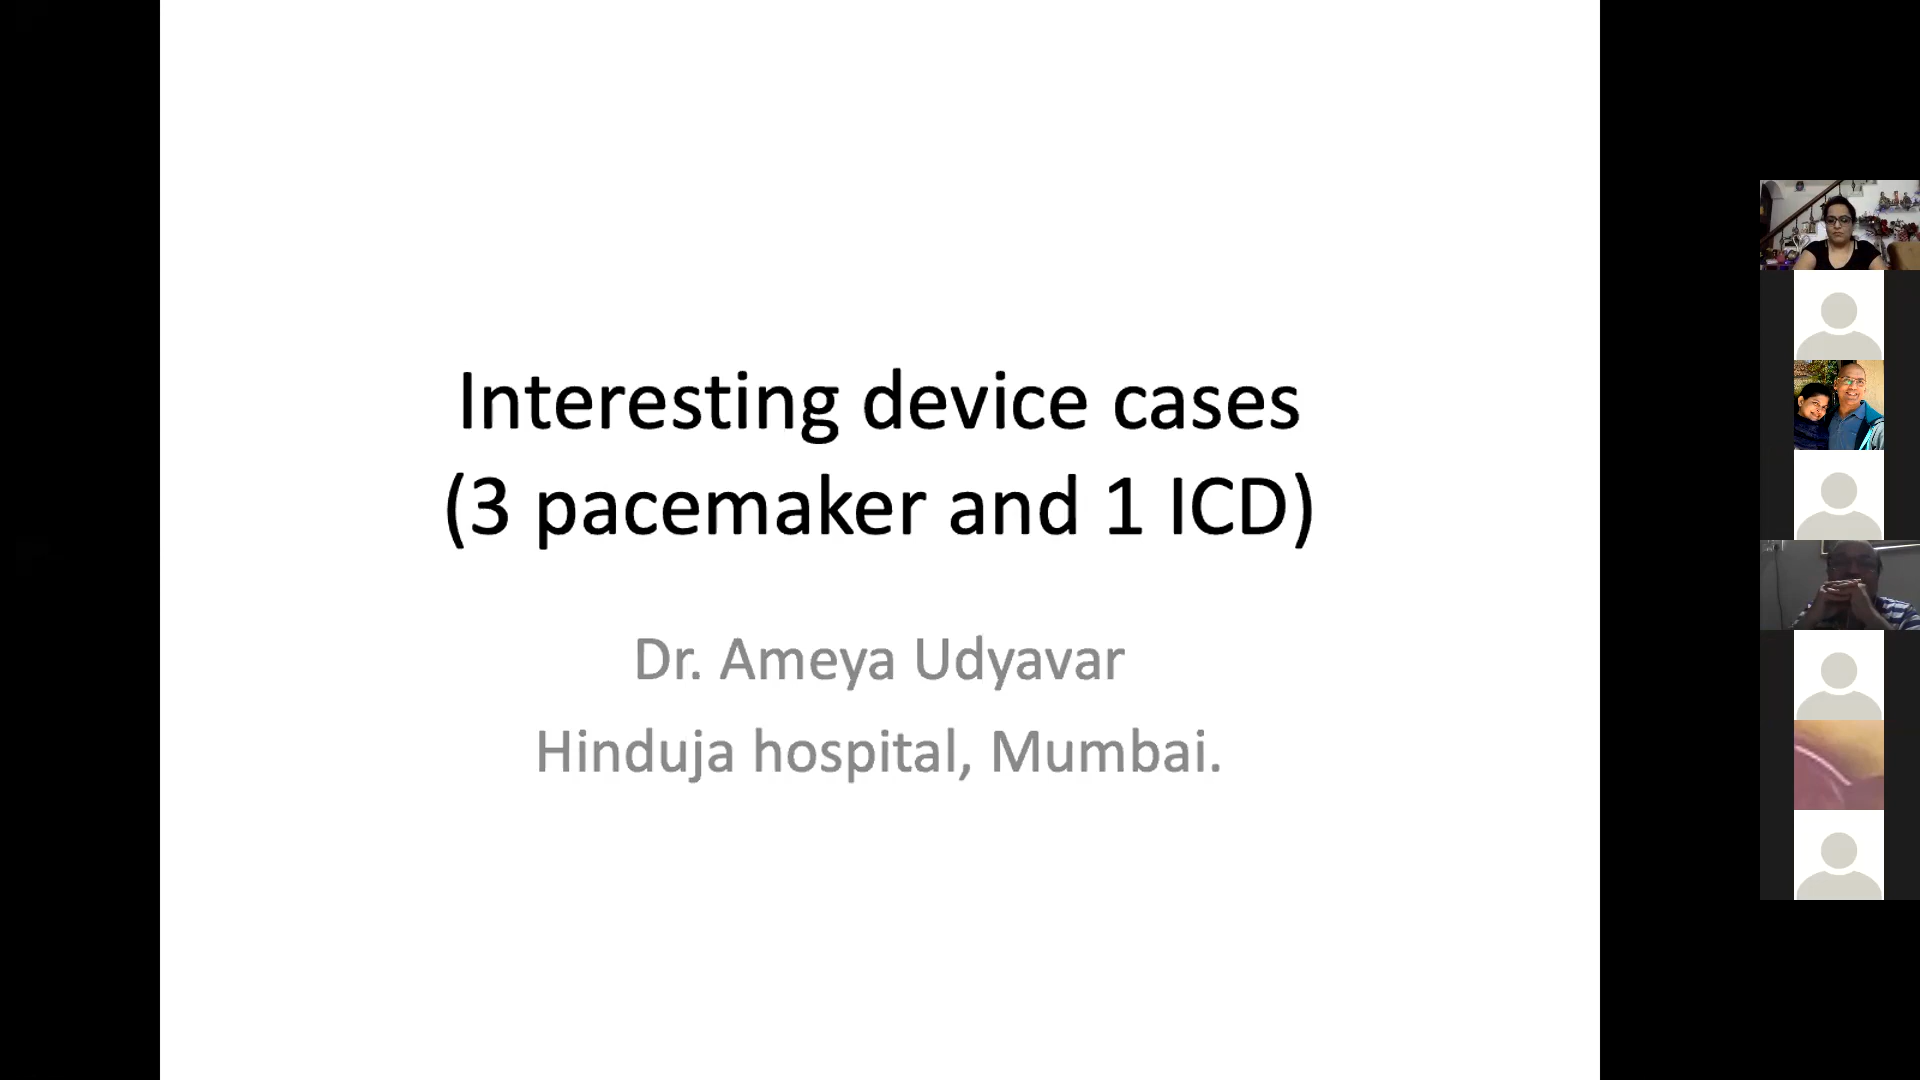 Interesting device cases
(3 pacemaker and 1 ICD)
Dr. Ameya Udyavar
Hinduja hospital, Mumbai.